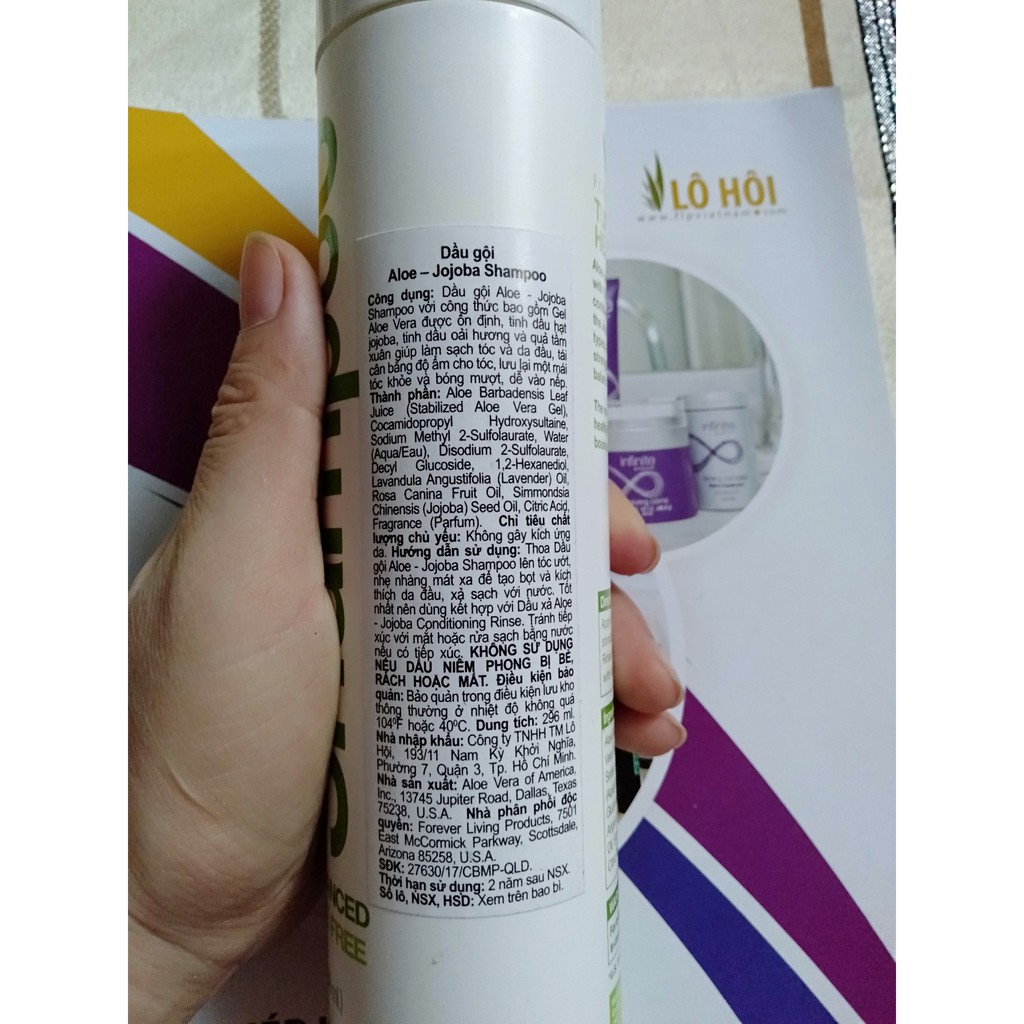 LÔ HỘI
www.flpvietnam.com
Dầu gội
Aloe – Jojoba Shampoo
Công dụng: Dầu gội Aloe - Jojoba
Shampoo với công thức bao gồm Gel
Aloe Vera được ổn định, tinh dầu hạt
jojoba, tinh dầu oải hương và quả tầm
xuân giúp làm sạch tóc và da đầu, tái
cân bằng độ ẩm cho tóc, lưu lại một mái
tóc khỏe và bóng mượt, dễ vào nếp.
Thành phần: Aloe Barbadensis Leaf
Juice (Stabilized Aloe Vera Gel),
Cocamidopropyl Hydroxysultaine,
Sodium Methyl 2-Sulfolaurate, Water
(Aqua/Eau), Disodium 2-Sulfolaurate,
Decyl Glucoside, 1,2-Hexanediol,
Lavandula Angustifolia (Lavender) Oil,
Rosa Canina Fruit Oil, Simmondsia
Chinensis (Jojoba) Seed Oil, Citric Acid,
Fragrance (Parfum). Chỉ tiêu chất
lượng chủ yếu: Không gây kích ứng
da. Hướng dẫn sử dụng: Thoa Dầu
gội Aloe - Jojoba Shampoo lên tóc ướt,
nhẹ nhàng mát xa để tạo bọt và kích
thích da đầu, xả sạch với nước. Tốt
nhất nên dùng kết hợp với Dầu xả Aloe
- Jojoba Conditioning Rinse. Tránh tiếp
xúc với mắt hoặc rửa sạch bằng nước
nếu có tiếp xúc. KHÔNG SỬ DỤNG
NẾU DẤU NIÊM PHONG BỊ BẺ,
RÁCH HOẶC MẤT. Điều kiện bảo
quản: Bảo quản trong điều kiện lưu kho
thông thường ở nhiệt độ không quá
104⁰F hoặc 40⁰C. Dung tích: 296 ml.
Nhà nhập khẩu: Công ty TNHH TM Lô
Hội, 193/11 Nam Kỳ Khởi Nghĩa,
Phường 7, Quận 3, Tp. Hồ Chí Minh.
Nhà sản xuất: Aloe Vera of America,
Inc., 13745 Jupiter Road, Dallas, Texas
75238, U.S.A. Nhà phân phối độc
quyền: Forever Living Products, 7501
East McCormick Parkway, Scottsdale,
Arizona 85258, U.S.A.
SĐK: 27630/17/CBMP-QLD.
Thời hạn sử dụng: 2 năm sau NSX.
Số lô, NSX, HSD: Xem trên bao bì.
infinite
infinite
FREE